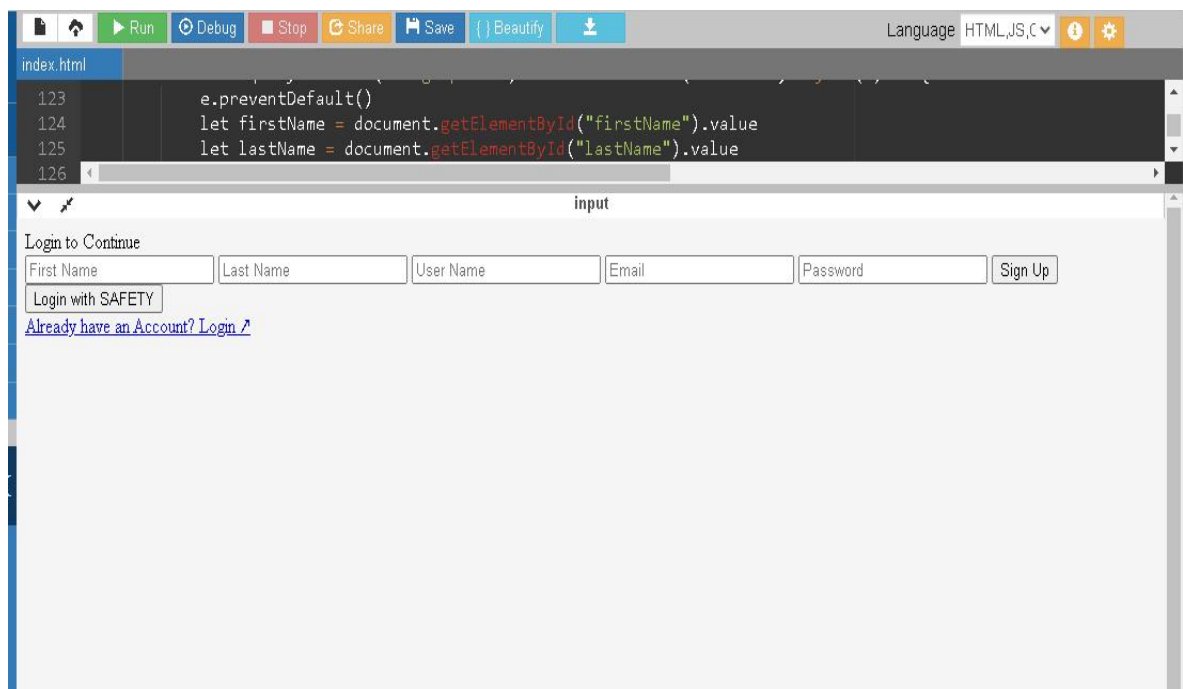 Run Debug Stop Share Save { } Beautify Language HTML,JS,C
index.html
123 e.preventDefault()
124 let firstName = document.getElementById("firstName").value
125 let lastName = document.getElementById("lastName").value
126
input
Login to Continue
First Name Last Name User Name Email Password Sign Up
Login with SAFETY
Already have an Account? Login ↗